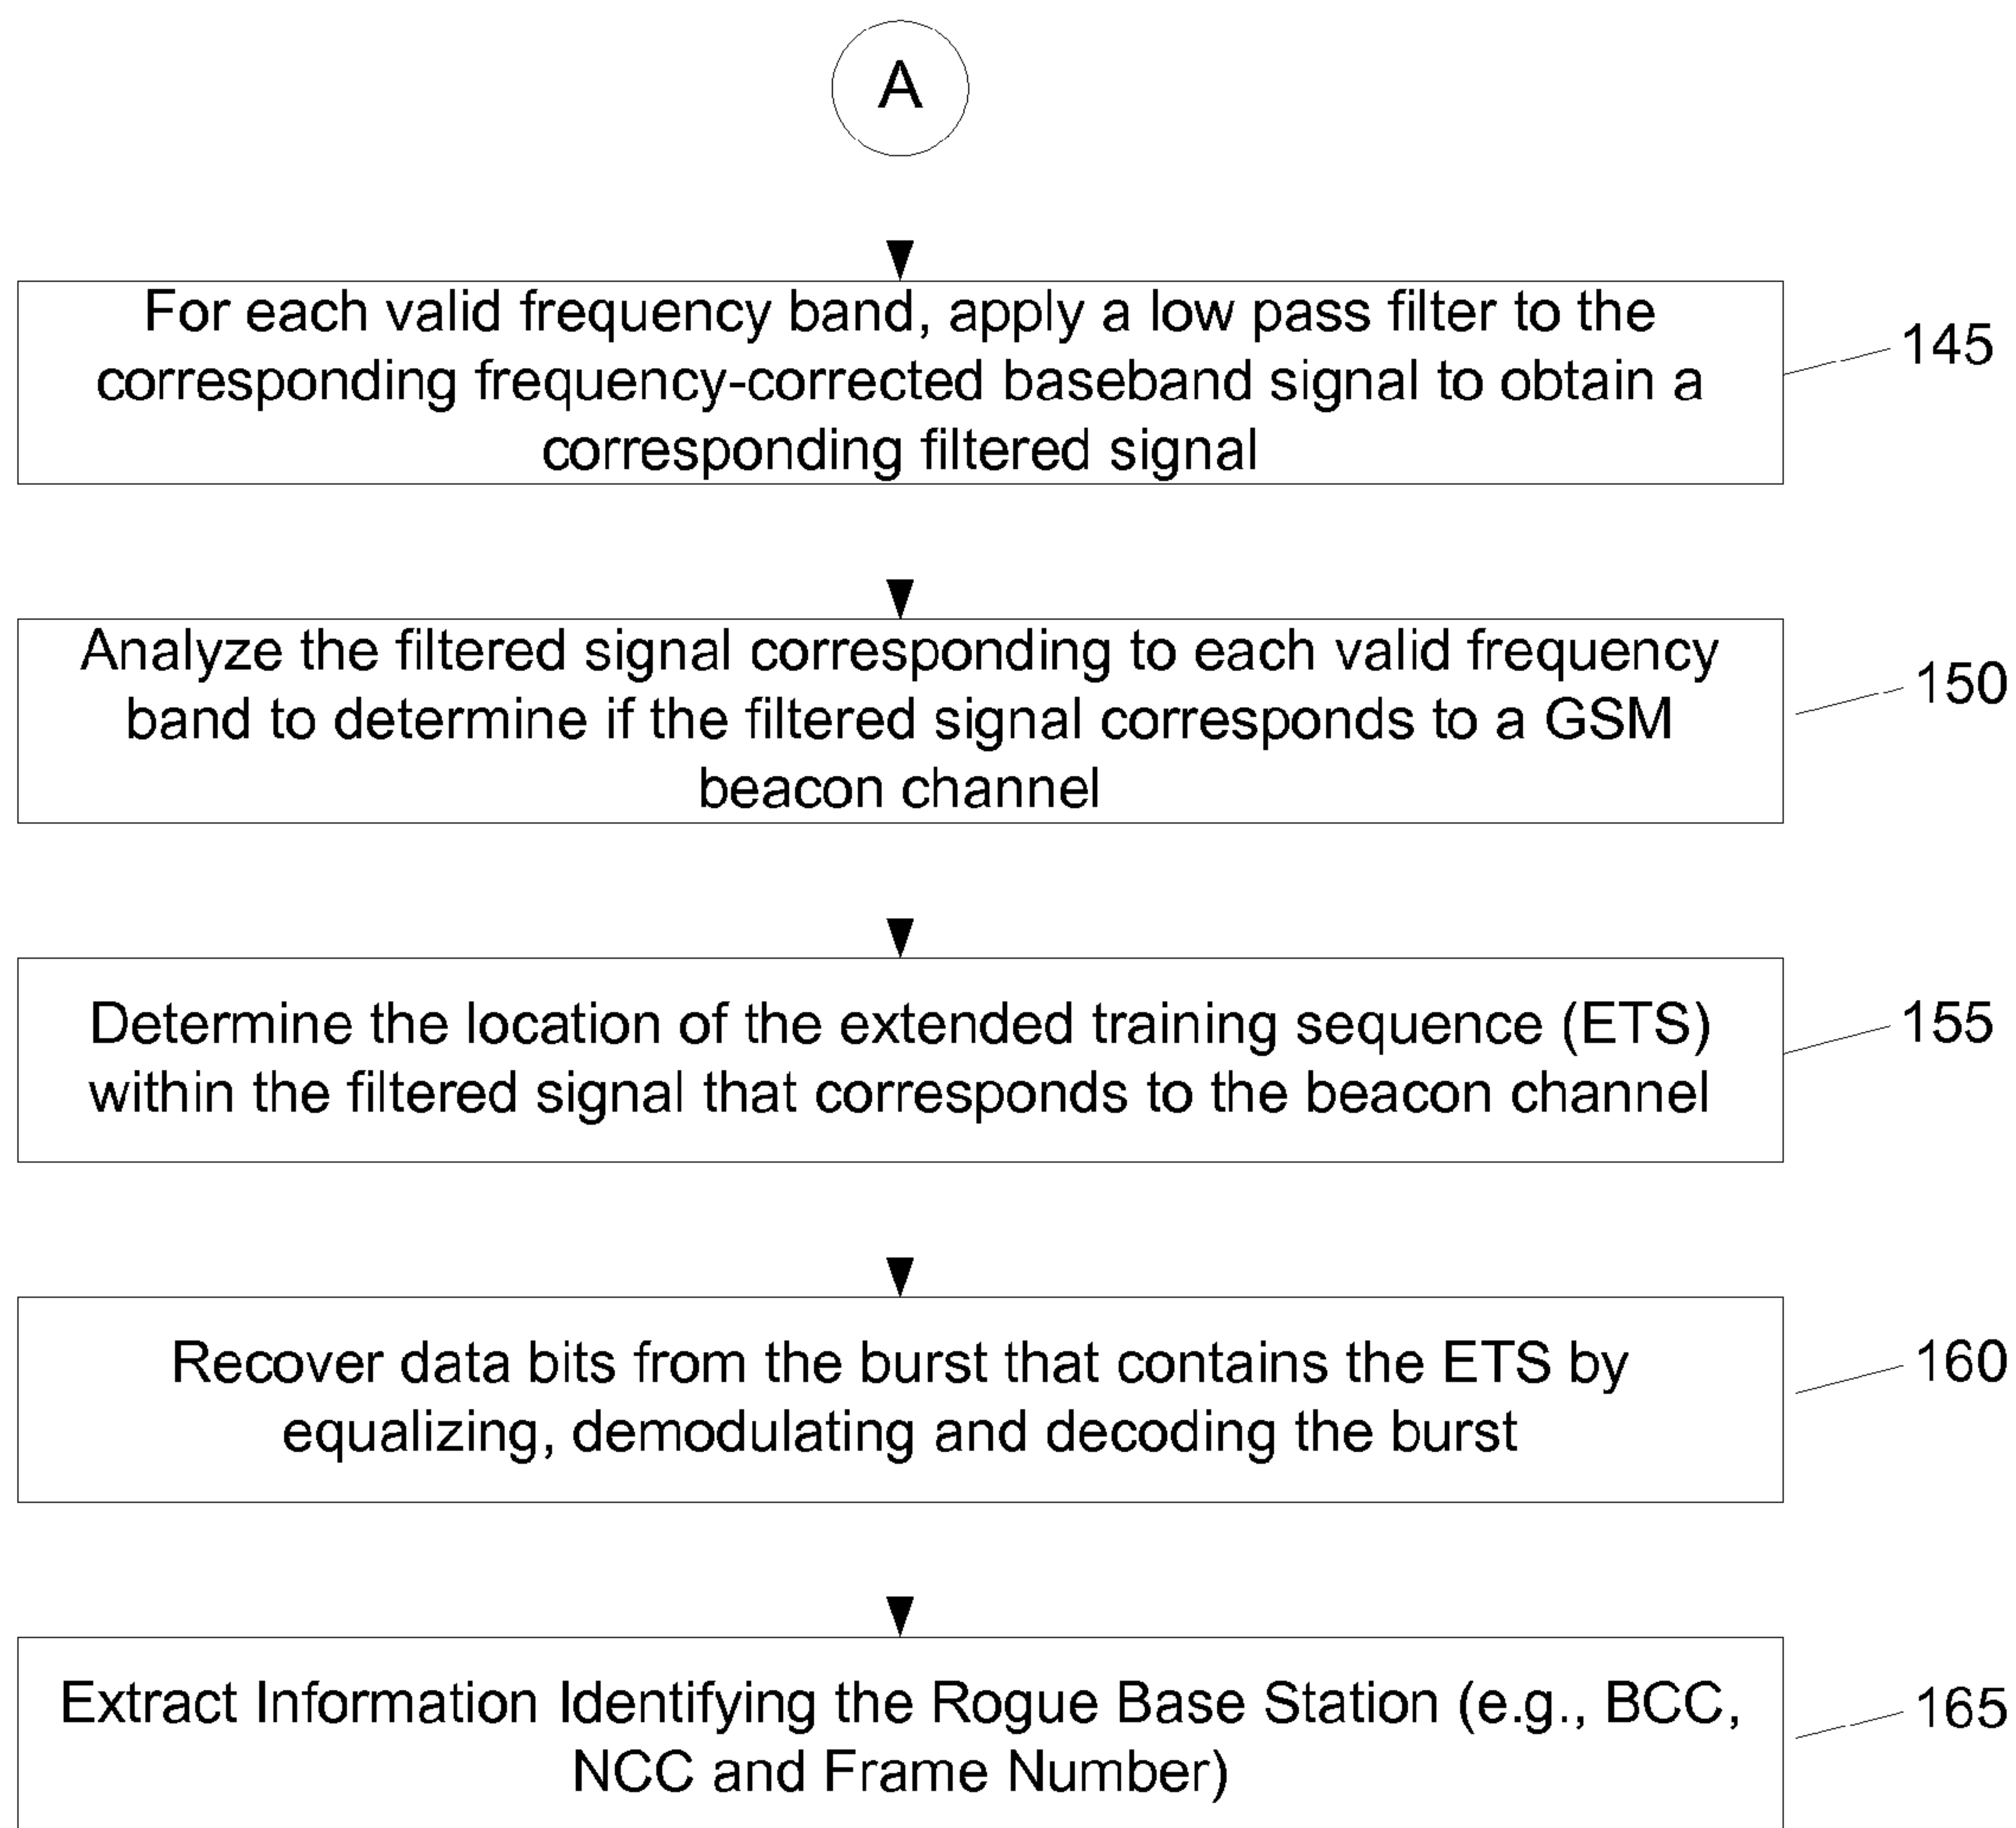 A
For each valid frequency band, apply a low pass filter to the
corresponding frequency-corrected baseband signal to obtain a
corresponding filtered signal
145
Analyze the filtered signal corresponding to each valid frequency
band to determine if the filtered signal corresponds to a GSM
beacon channel
150
Determine the location of the extended training sequence (ETS)
within the filtered signal that corresponds to the beacon channel
155
Recover data bits from the burst that contains the ETS by
equalizing, demodulating and decoding the burst
160
Extract Information Identifying the Rogue Base Station (e.g., BCC,
NCC and Frame Number)
165